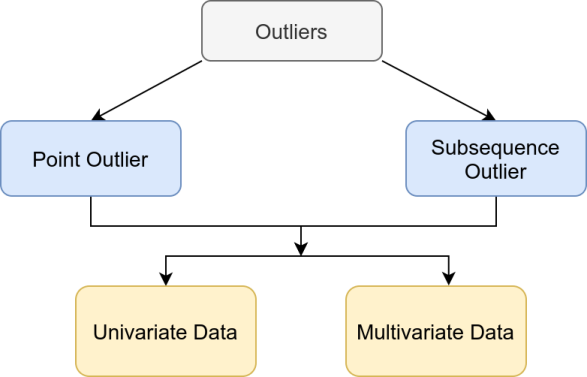 Outliers
Point Outlier
Subsequence
Outlier
Univariate Data
Multivariate Data